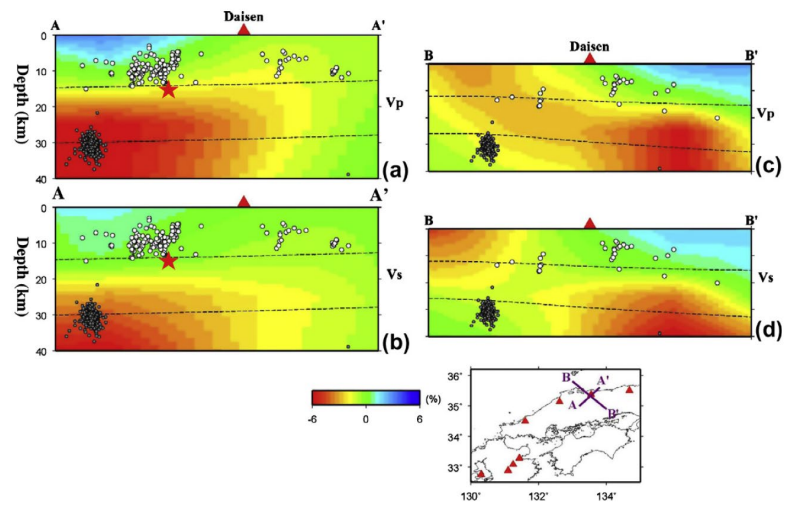 Daisen
A A'
Depth (km)
0
10
20
30
40
Vp
(a)
A A’
Depth (km)
0
10
20
30
40
Vs
(b)
Daisen
B B'
Vp
(c)
B B'
Vs
(d)
-6 0 6
(%)
36°
35°
34°
33°
130° 132° 134°
B A'
A B'